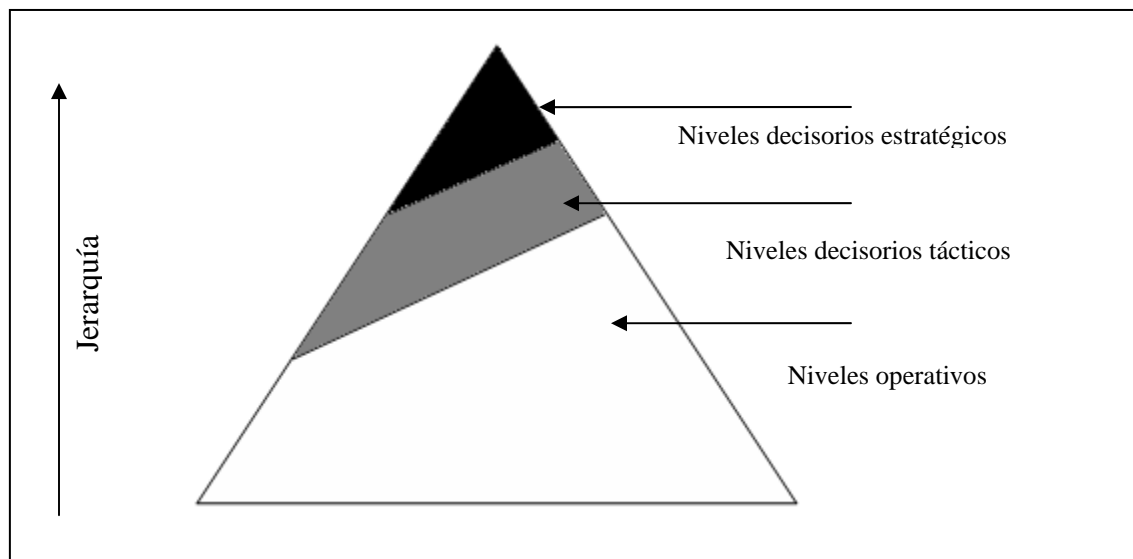 Niveles decisorios estratégicos
Niveles decisorios tácticos
Jerarquía
Niveles operativos